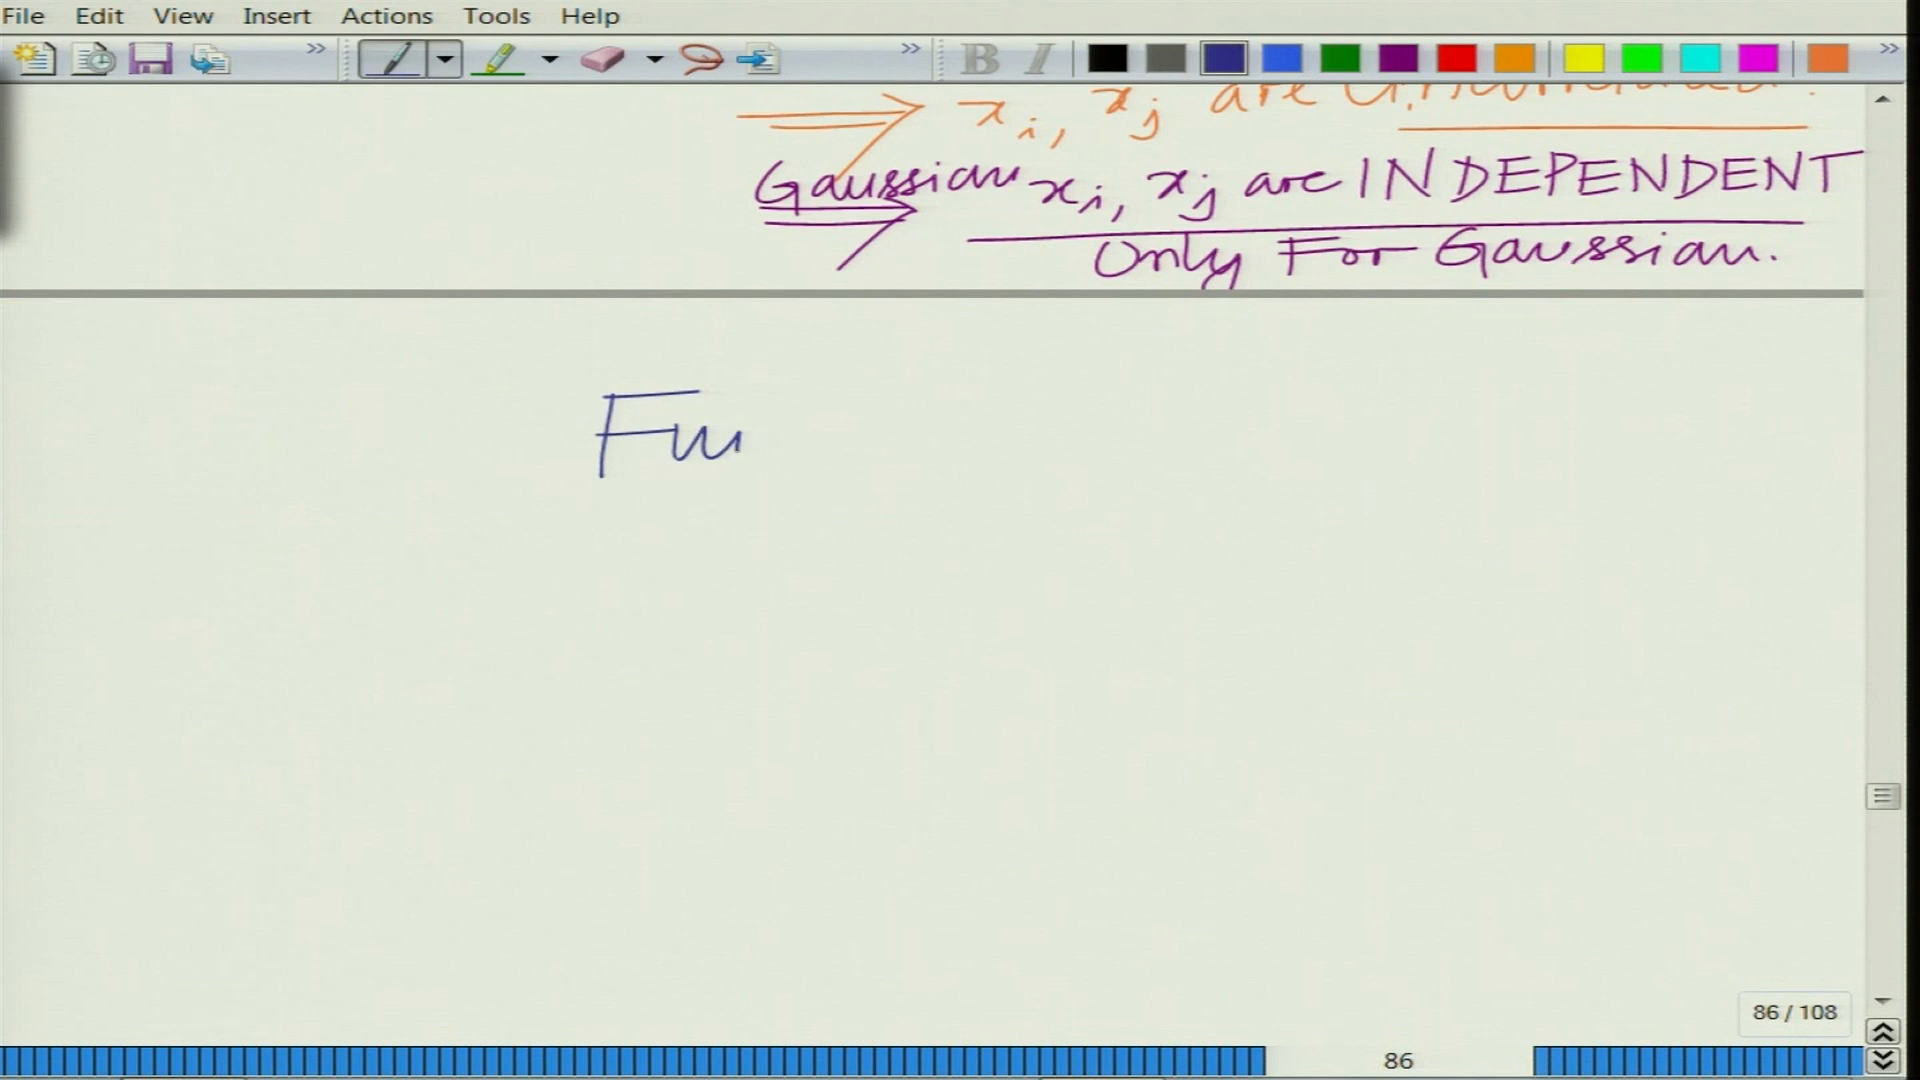 File Edit View Insert Actions Tools Help
B I
⟹ xi, xj are
Gaussian ⟹ xi, xj are INDEPENDENT
Only For Gaussian.
Fu
86 / 108
86